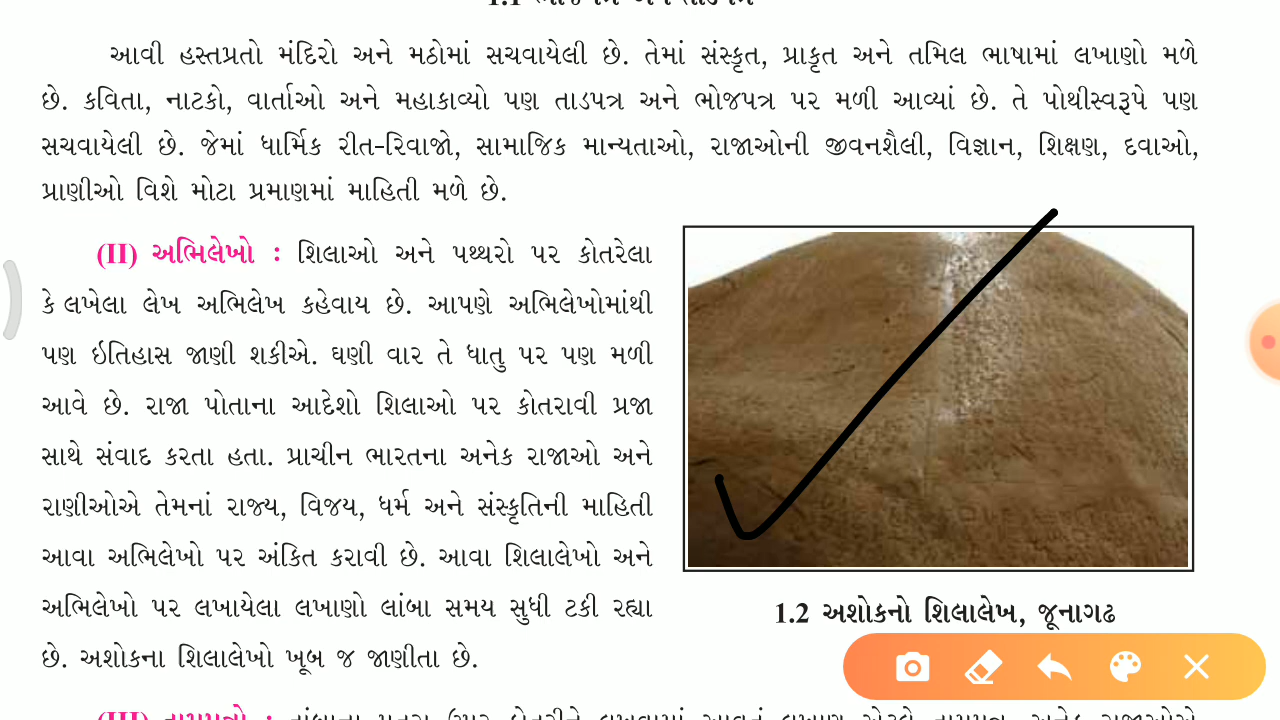 આવી હસ્તપ્રતો મંદિરો અને મઠોમાં સચવાયેલી છે. તેમાં સંસ્કૃત, પ્રાકૃત અને તમિલ ભાષામાં લખાણો મળે
છે. કવિતા, નાટકો, વાર્તાઓ અને મહાકાવ્યો પણ તાડપત્ર અને ભોજપત્ર પર મળી આવ્યાં છે. તે પોથીસ્વરૂપે પણ
સચવાયેલી છે. જેમાં ધાર્મિક રીત-રિવાજો, સામાજિક માન્યતાઓ, રાજાઓની જીવનશૈલી, વિજ્ઞાન, શિક્ષણ, દવાઓ,
પ્રાણીઓ વિશે મોટા પ્રમાણમાં માહિતી મળે છે.
(II) અભિલેખો : શિલાઓ અને પથ્થરો પર કોતરેલા
કે લખેલા લેખ અભિલેખ કહેવાય છે. આપણે અભિલેખોમાંથી
પણ ઇતિહાસ જાણી શકીએ. ઘણી વાર તે ધાતુ પર પણ મળી
આવે છે. રાજા પોતાના આદેશો શિલાઓ પર કોતરાવી પ્રજા
સાથે સંવાદ કરતા હતા. પ્રાચીન ભારતના અનેક રાજાઓ અને
રાણીઓએ તેમનાં રાજ્ય, વિજય, ધર્મ અને સંસ્કૃતિની માહિતી
આવા અભિલેખો પર અંકિત કરાવી છે. આવા શિલાલેખો અને
અભિલેખો પર લખાયેલા લખાણો લાંબા સમય સુધી ટકી રહ્યા
છે. અશોકના શિલાલેખો ખૂબ જ જાણીતા છે.
1.2 અશોકનો શિલાલેખ, જૂનાગઢ